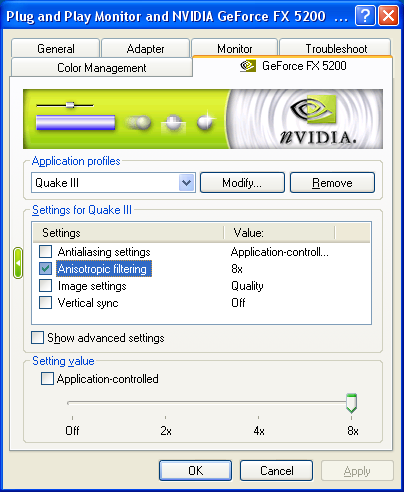 Plug and Play Monitor and NVIDIA GeForce FX 5200 ...
General Adapter Monitor Troubleshoot
Color Management GeForce FX 5200
nVIDIA.
Application profiles
Quake III Modify... Remove
Settings for Quake III
Settings Value:
Antialiasing settings Application-controll...
Anisotropic filtering 8x
Image settings Quality
Vertical sync Off
Show advanced settings
Setting value
Application-controlled
Off 2x 4x 8x
OK Cancel Apply